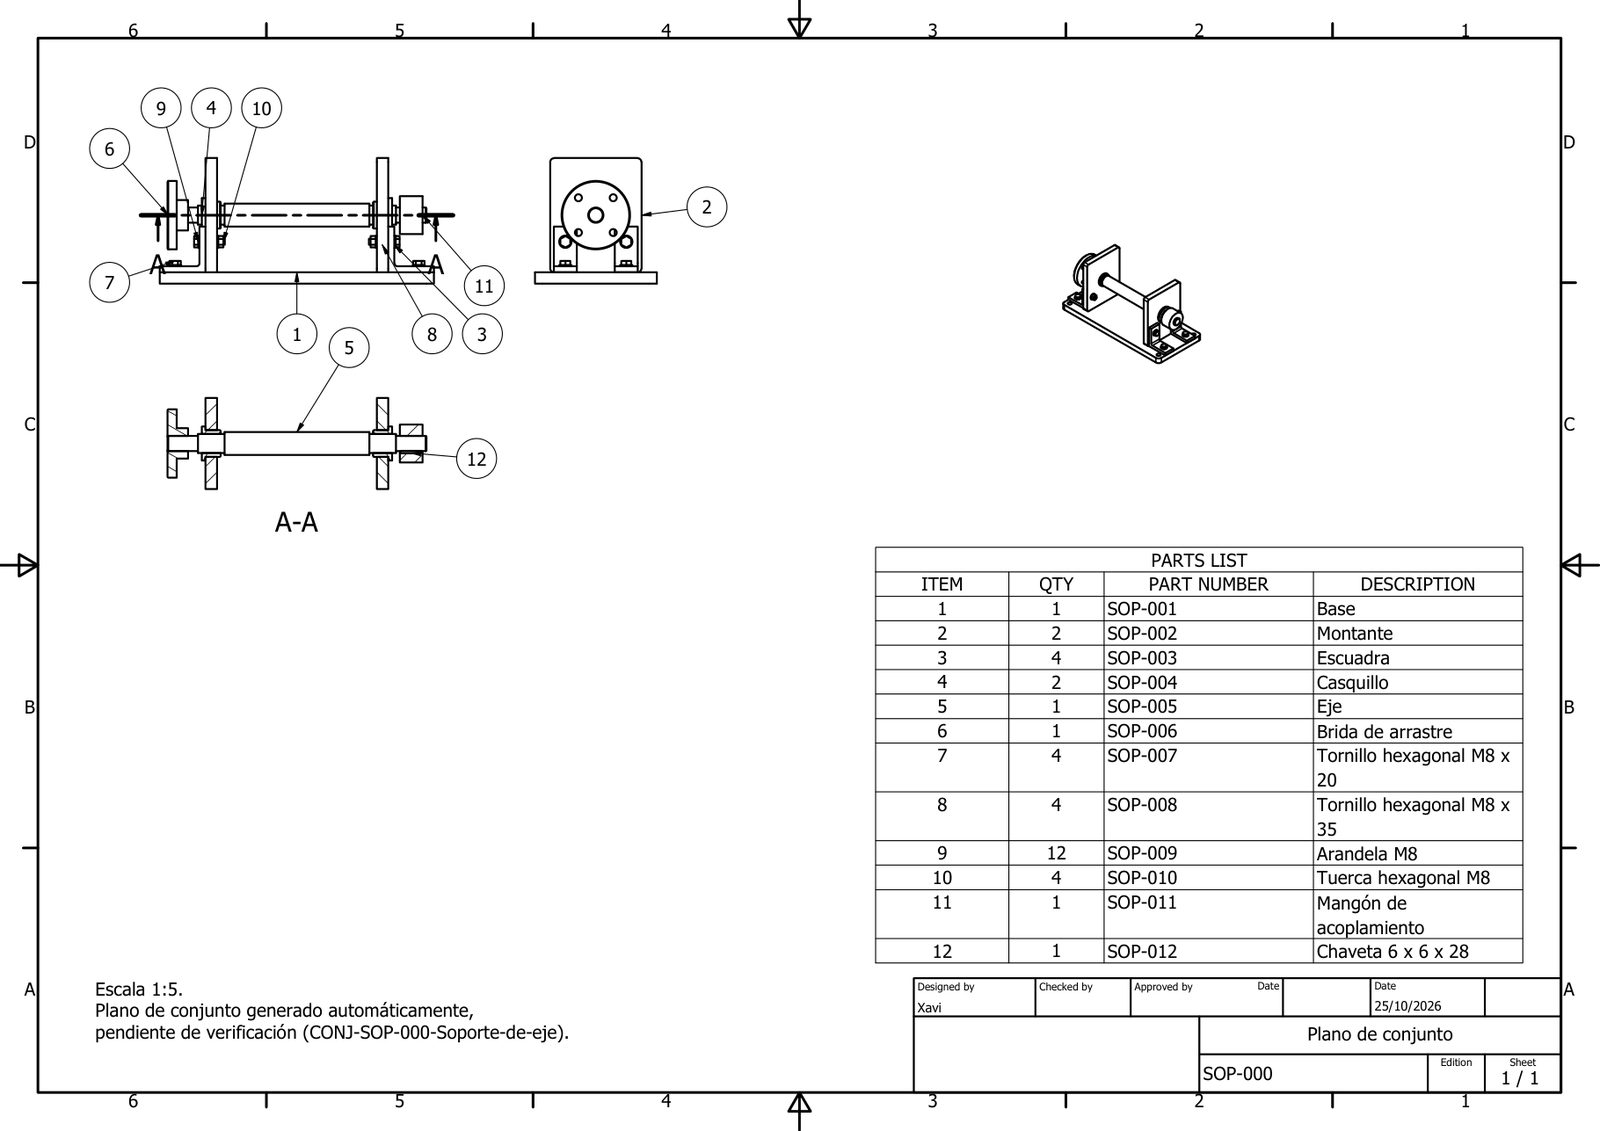 6 5 4 3 2 1
9 4 10
D D
6
2
7
A A
11
1 8 3
5
C C
12
A-A
PARTS LIST
ITEM QTY PART NUMBER DESCRIPTION
1 1 SOP-001 Base
2 2 SOP-002 Montante
3 4 SOP-003 Escuadra
4 2 SOP-004 Casquillo
5 1 SOP-005 Eje
6 1 SOP-006 Brida de arrastre
7 4 SOP-007 Tornillo hexagonal M8 x
20
8 4 SOP-008 Tornillo hexagonal M8 x
35
9 12 SOP-009 Arandela M8
10 4 SOP-010 Tuerca hexagonal M8
11 1 SOP-011 Mangón de
acoplamiento
12 1 SOP-012 Chaveta 6 x 6 x 28
B B
A A
Escala 1:5.
Plano de conjunto generado automáticamente,
pendiente de verificación (CONJ-SOP-000-Soporte-de-eje).
Designed by Checked by Approved by Date Date
Xavi 25/10/2026
Plano de conjunto
Edition Sheet
SOP-000 1 / 1
6 5 4 3 2 1